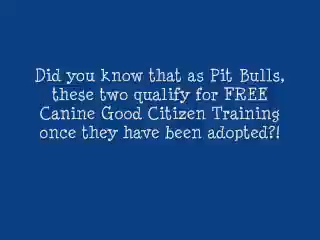 Did you know that as Pit Bulls,
these two qualify for FREE
Canine Good Citizen Training
once they have been adopted?!